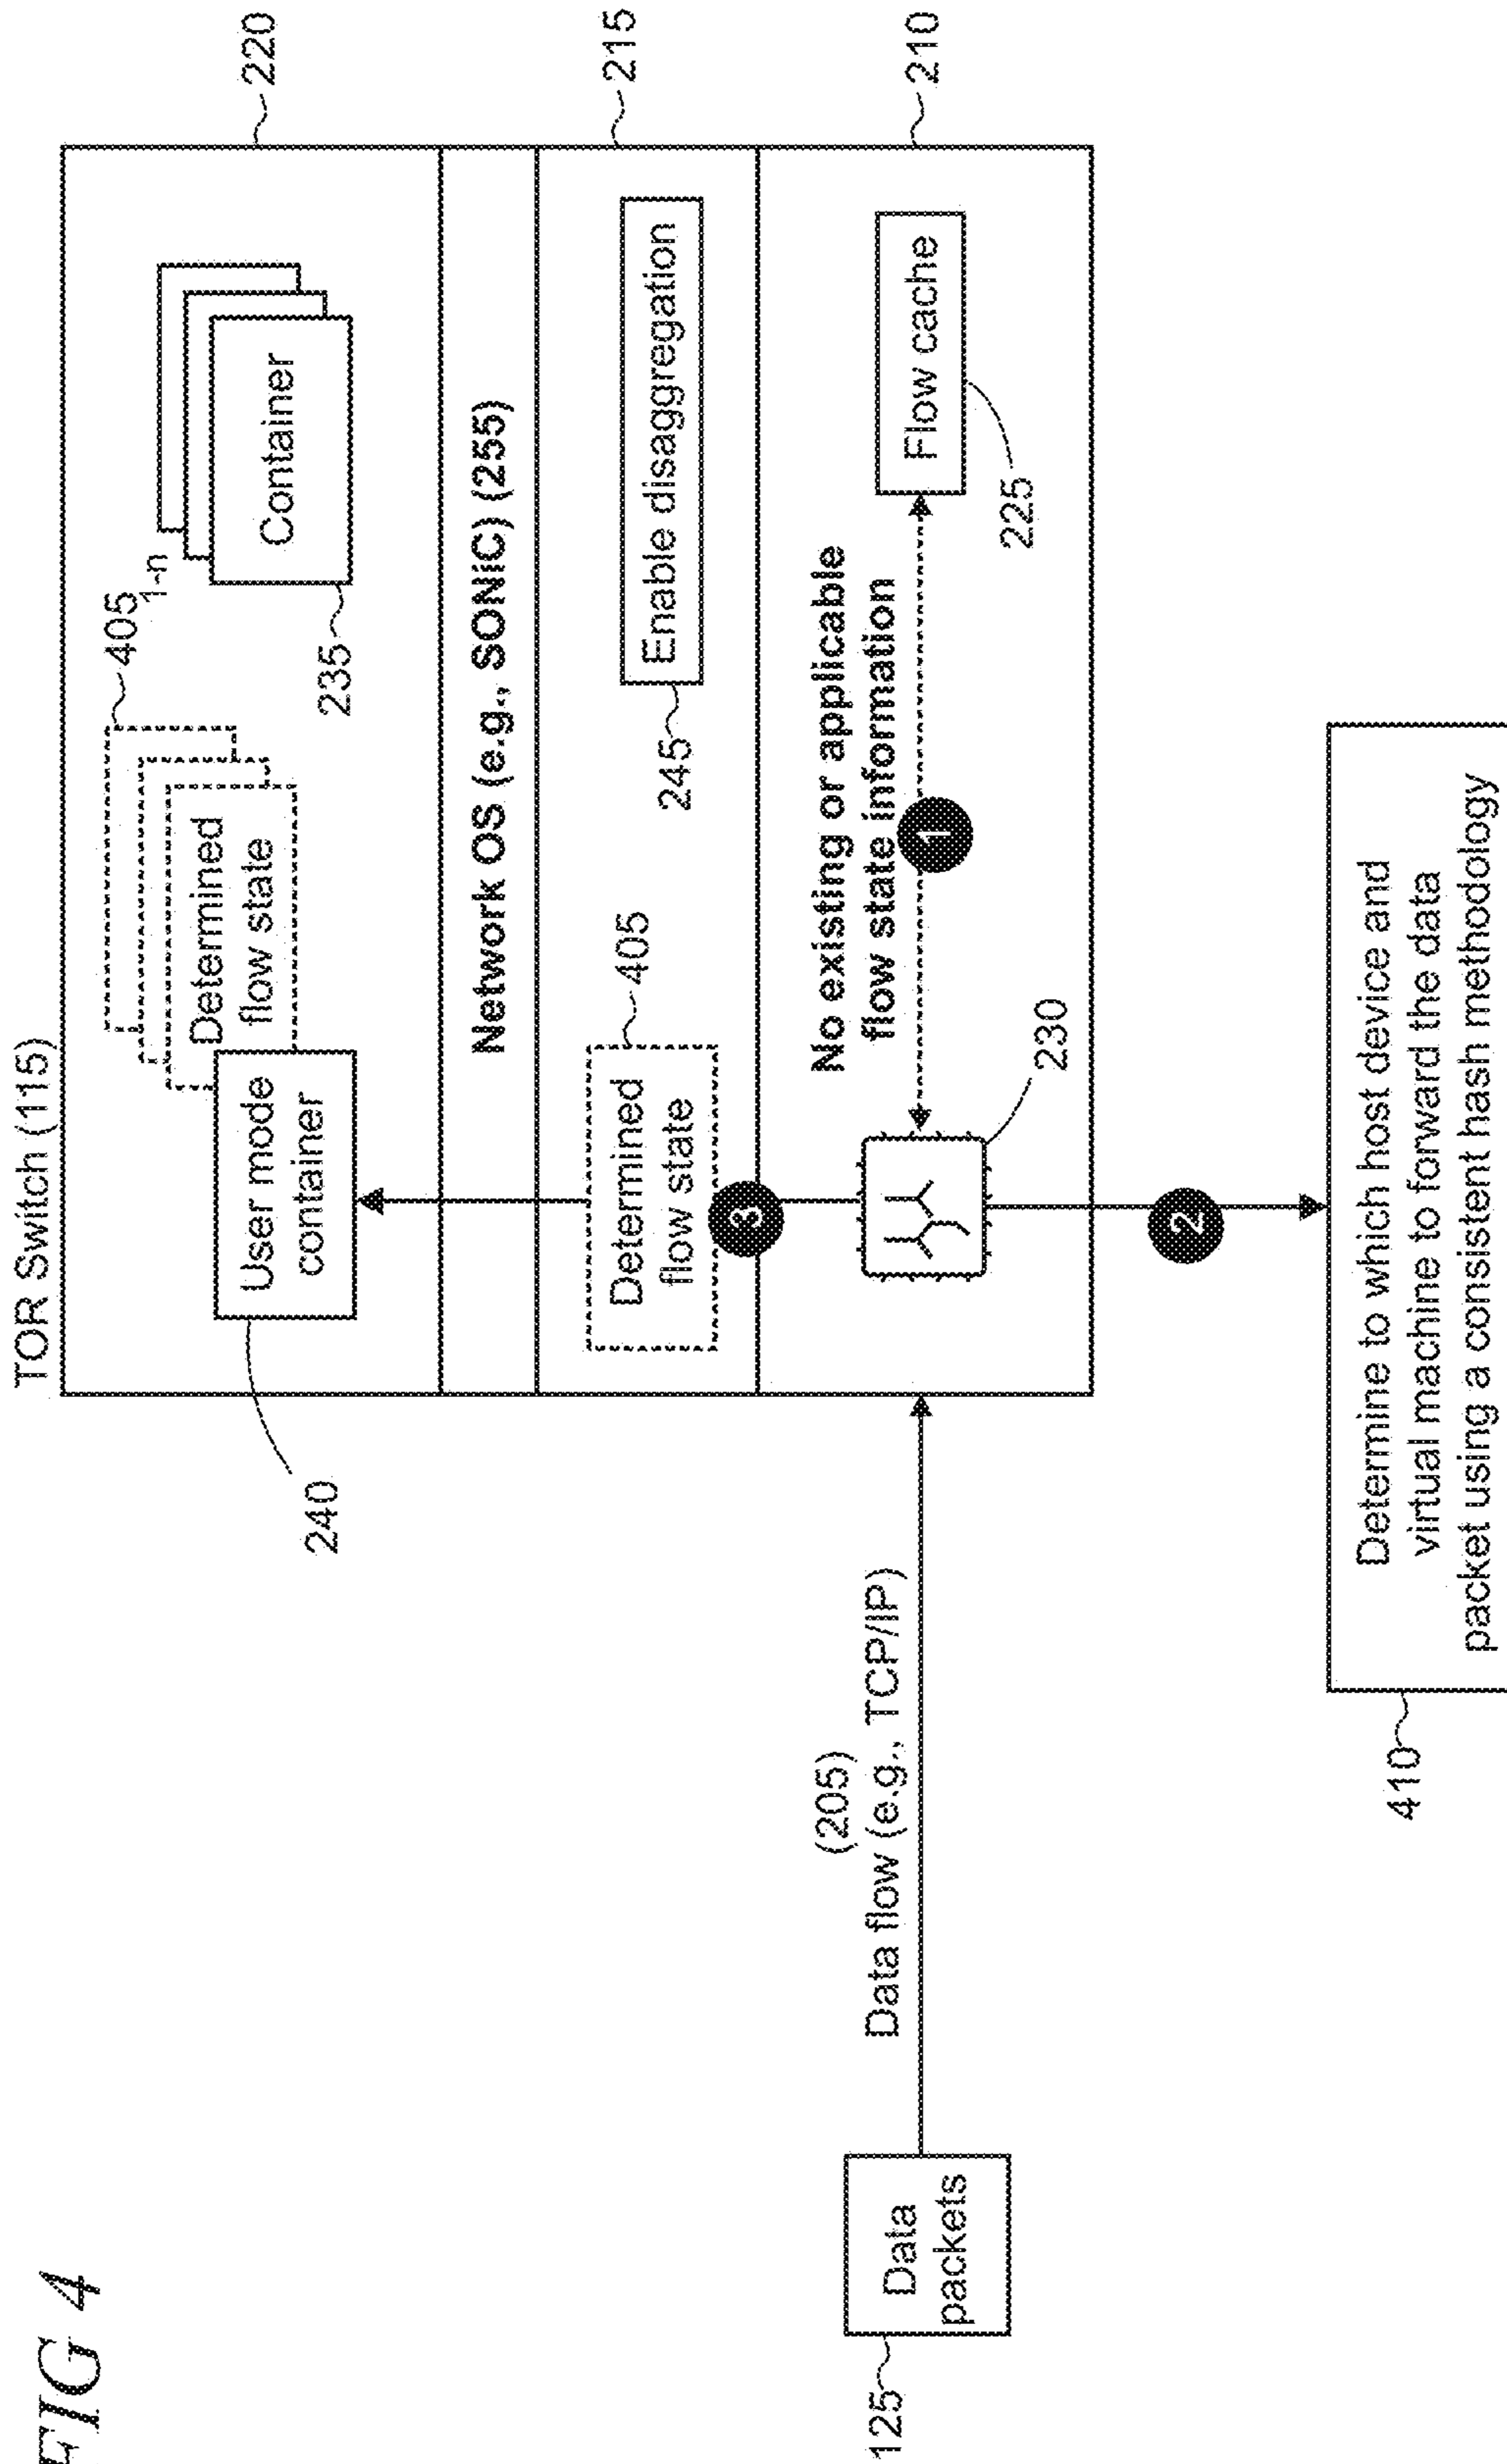 FIG 4
TOR Switch (115)
220
405
1-n
Determined
flow state
User mode
container
240
Container
235
Network OS (e.g., SONiC) (255)
215
Determined
flow state
405
Enable disaggregation
245
3
210
No existing or applicable
flow state information
1
Flow cache
225
230
(205)
Data flow (e.g., TCP/IP)
Data
packets
125
2
Determine to which host device and
virtual machine to forward the data
packet using a consistent hash methodology
410